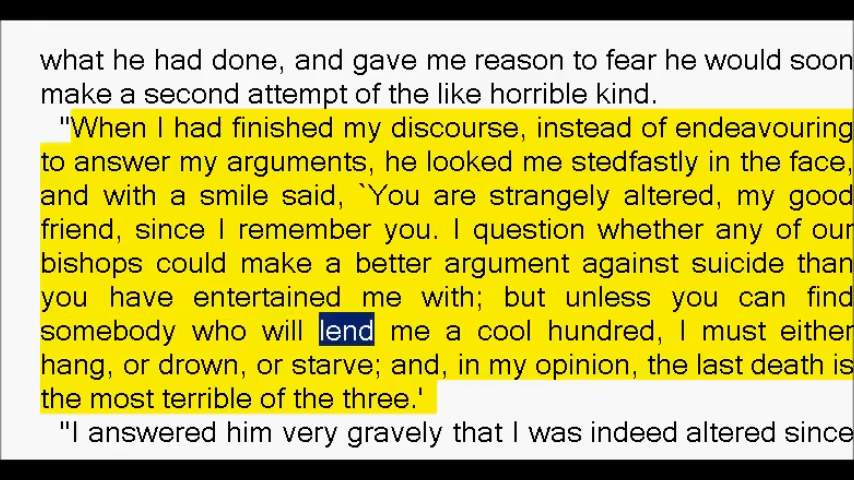 what he had done, and gave me reason to fear he would soon
make a second attempt of the like horrible kind.
"When I had finished my discourse, instead of endeavouring
to answer my arguments, he looked me stedfastly in the face,
and with a smile said, `You are strangely altered, my good
friend, since I remember you. I question whether any of our
bishops could make a better argument against suicide than
you have entertained me with; but unless you can find
somebody who will lend me a cool hundred, I must either
hang, or drown, or starve; and, in my opinion, the last death is
the most terrible of the three.'
"I answered him very gravely that I was indeed altered since